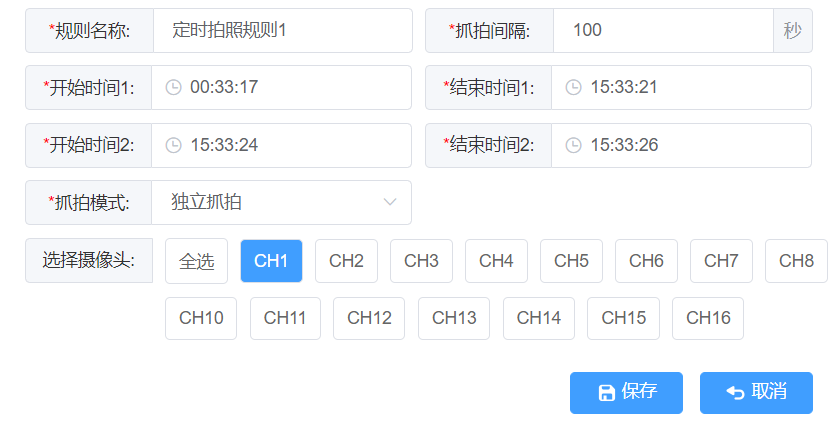 *规则名称: 定时拍照规则1 *抓拍间隔: 100 秒
*开始时间1: 00:33:17 *结束时间1: 15:33:21
*开始时间2: 15:33:24 *结束时间2: 15:33:26
*抓拍模式: 独立抓拍
选择摄像头: 全选 CH1 CH2 CH3 CH4 CH5 CH6 CH7 CH8
CH10 CH11 CH12 CH13 CH14 CH15 CH16
保存 取消